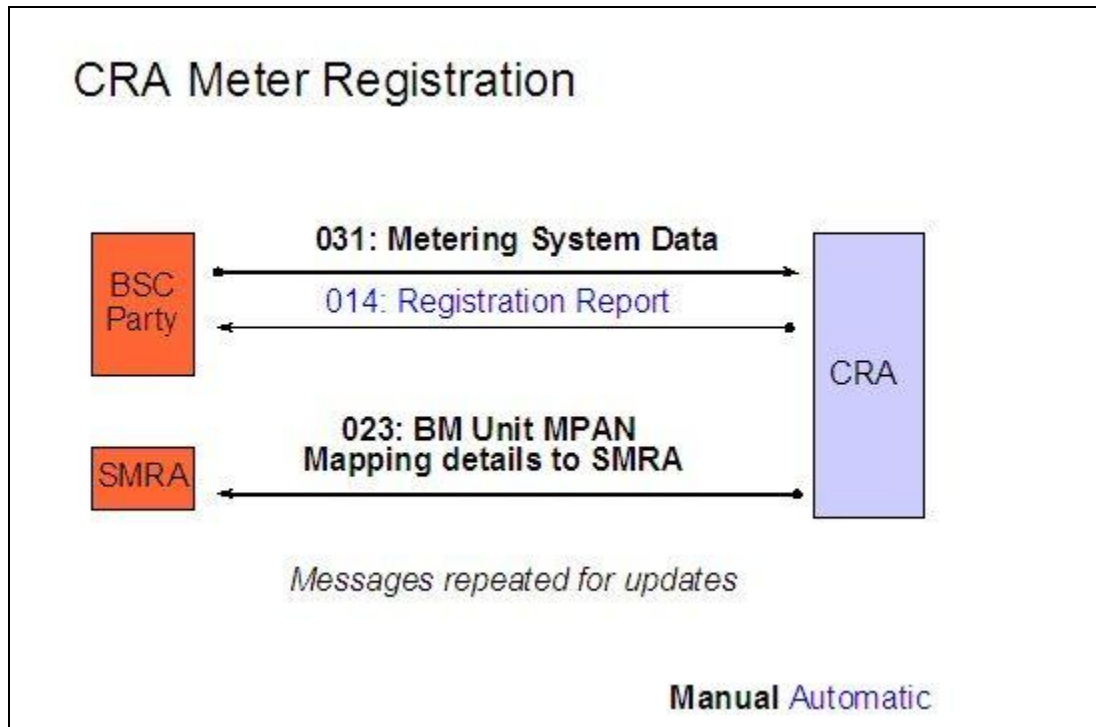 CRA Meter Registration
031: Metering System Data
BSC
Party
014: Registration Report
CRA
023: BM Unit MPAN
Mapping details to SMRA
SMRA
Messages repeated for updates
Manual Automatic